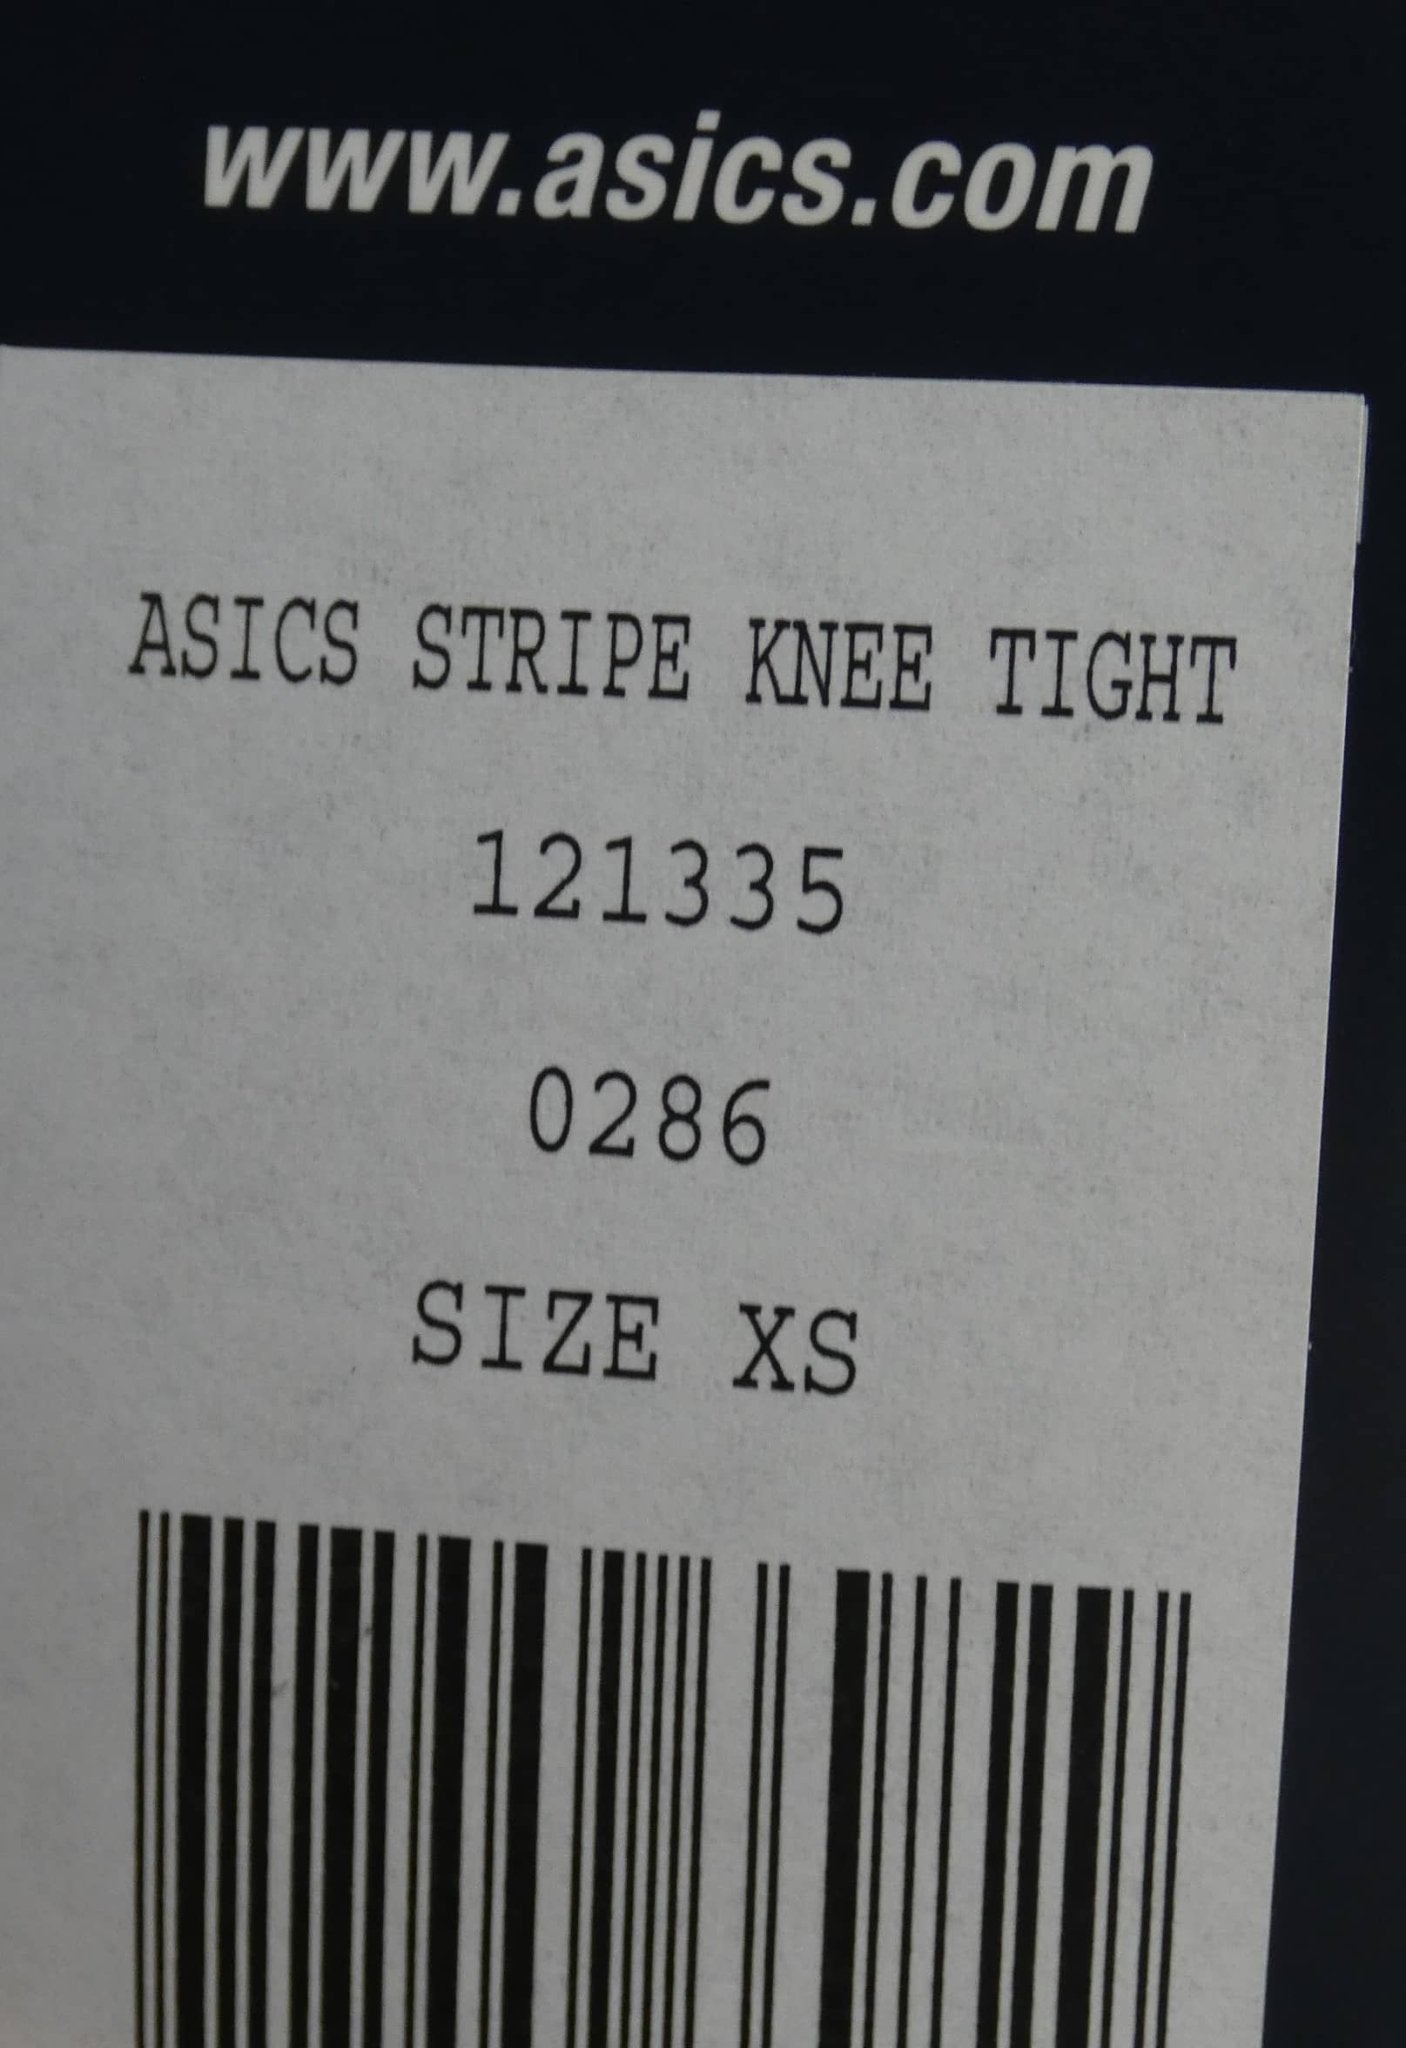 www.asics.com
ASICS STRIPE KNEE TIGHT
121335
0286
SIZE XS